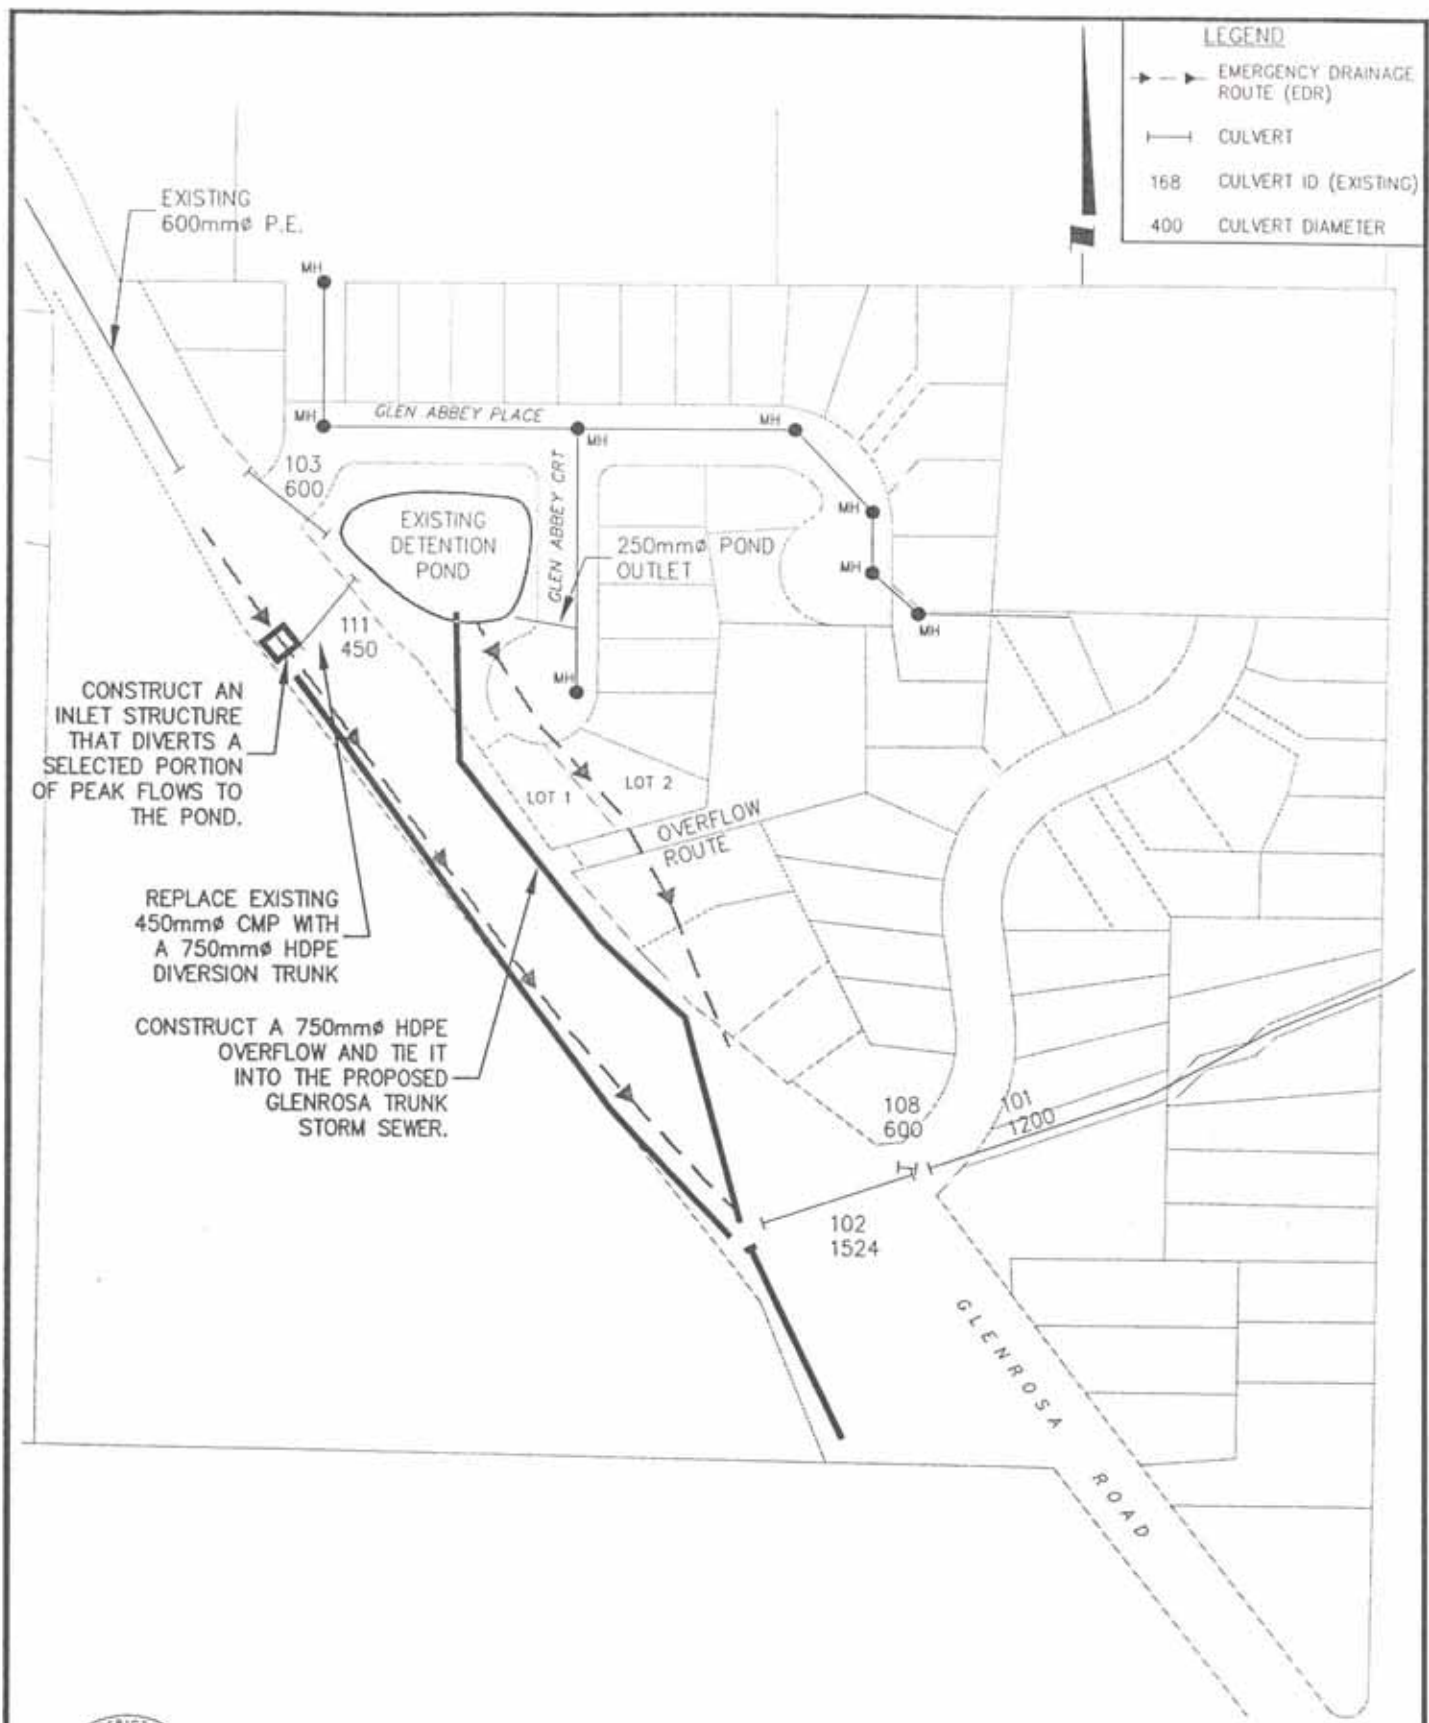 LEGEND
EMERGENCY DRAINAGE
ROUTE (EDR)
CULVERT
168 CULVERT ID (EXISTING)
400 CULVERT DIAMETER
EXISTING
600mmø P.E.
MH
MH
GLEN ABBEY PLACE
MH
MH
103
600
GLEN ABBEY CRT
EXISTING
DETENTION
POND
250mmø POND
OUTLET
MH
MH
MH
111
450
MH
CONSTRUCT AN
INLET STRUCTURE
THAT DIVERTS A
SELECTED PORTION
OF PEAK FLOWS TO
THE POND.
LOT 1
LOT 2
OVERFLOW
ROUTE
REPLACE EXISTING
450mmø CMP WITH
A 750mmø HDPE
DIVERSION TRUNK
CONSTRUCT A 750mmø HDPE
OVERFLOW AND TIE IT
INTO THE PROPOSED
GLENROSA TRUNK
STORM SEWER.
108
600
101
1200
102
1524
GLENROSA ROAD